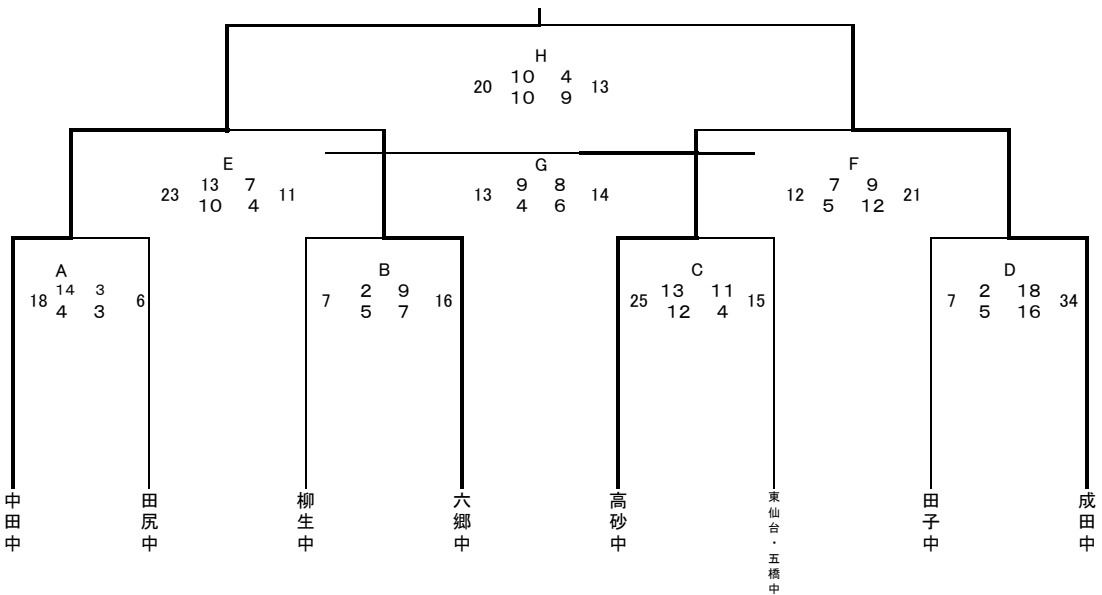 H
20 10 4 13
10 9
E
23 13 7 11
10 4
G
13 9 8 14
4 6
F
12 7 9 21
5 12
A
18 14 3 6
4 3
B
7 2 9 16
5 7
C
25 13 11 15
12 4
D
7 2 18 34
5 16
中田中
田尻中
柳生中
六郷中
高砂中
東仙台・五橋中
田子中
成田中